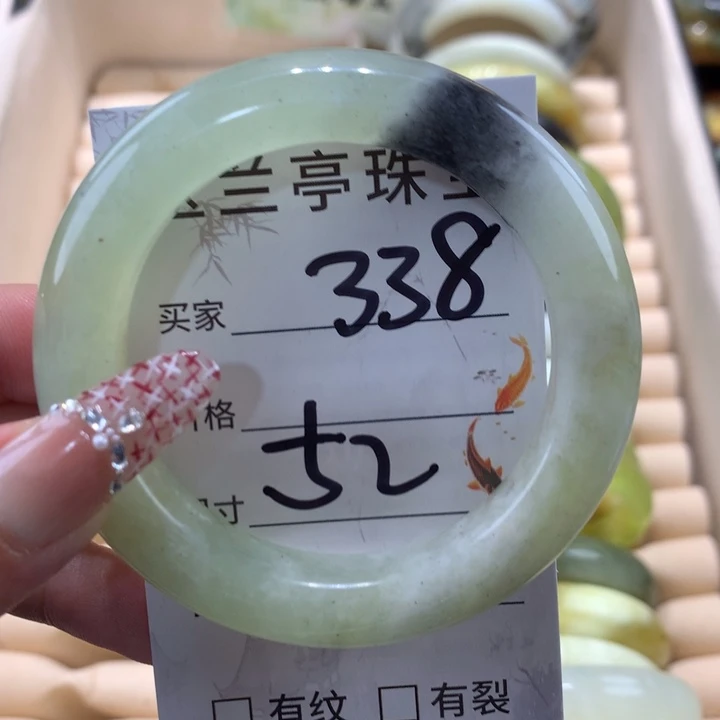 兰亭珠
买家 338
格 52
寸
有纹 有裂